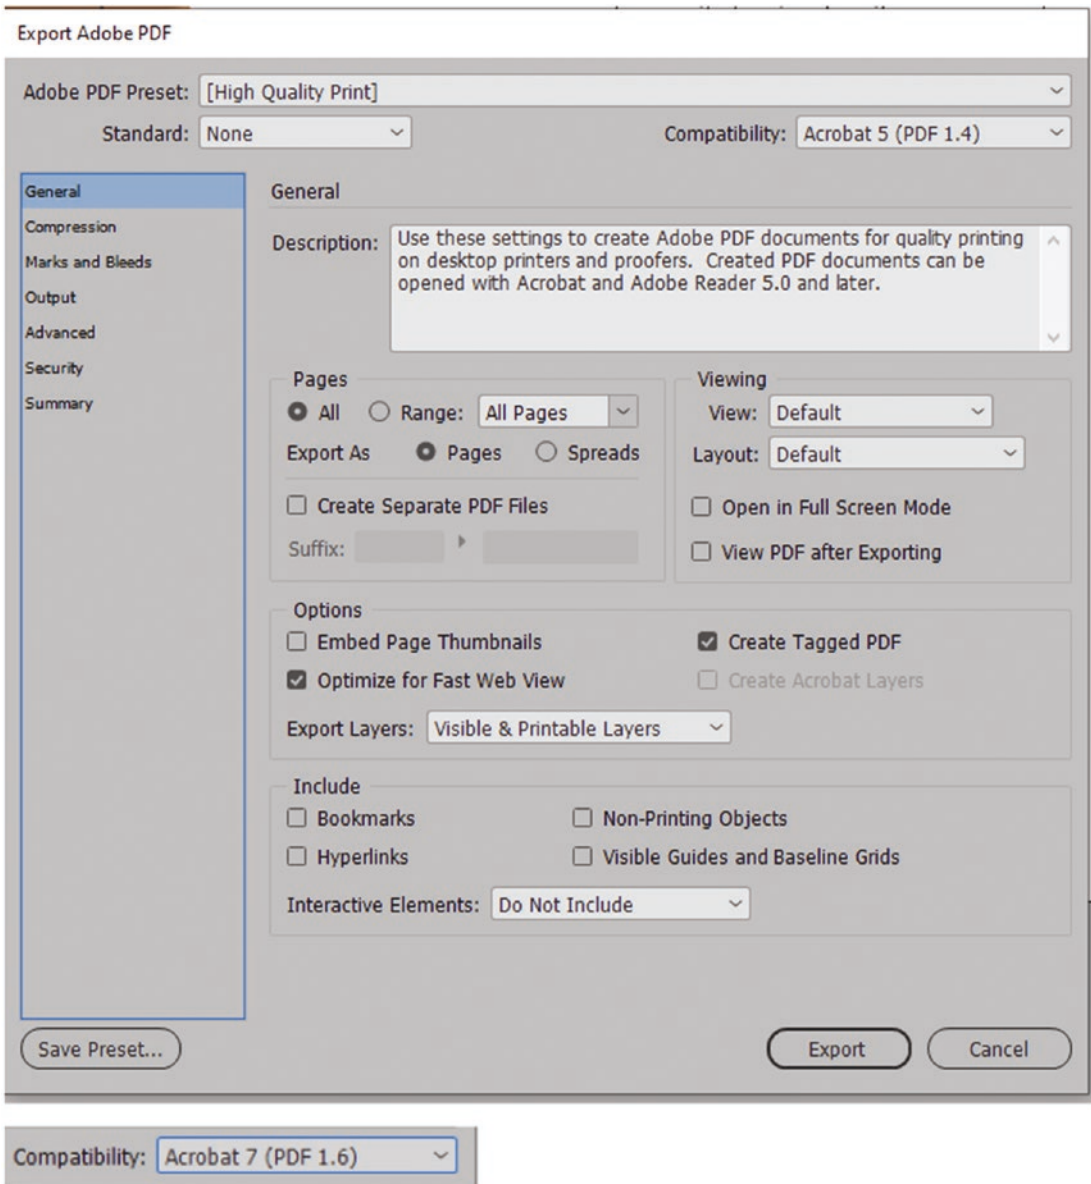 Export Adobe PDF
Adobe PDF Preset: [High Quality Print]
Standard: None Compatibility: Acrobat 5 (PDF 1.4)
General
Compression
Marks and Bleeds
Output
Advanced
Security
Summary
General
Description: Use these settings to create Adobe PDF documents for quality printing
on desktop printers and proofers. Created PDF documents can be
opened with Acrobat and Adobe Reader 5.0 and later.
Pages
All Range: All Pages
Export As Pages Spreads
Create Separate PDF Files
Suffix:
Viewing
View: Default
Layout: Default
Open in Full Screen Mode
View PDF after Exporting
Options
Embed Page Thumbnails Create Tagged PDF
Optimize for Fast Web View Create Acrobat Layers
Export Layers: Visible & Printable Layers
Include
Bookmarks Non-Printing Objects
Hyperlinks Visible Guides and Baseline Grids
Interactive Elements: Do Not Include
Save Preset... Export Cancel
Compatibility: Acrobat 7 (PDF 1.6)